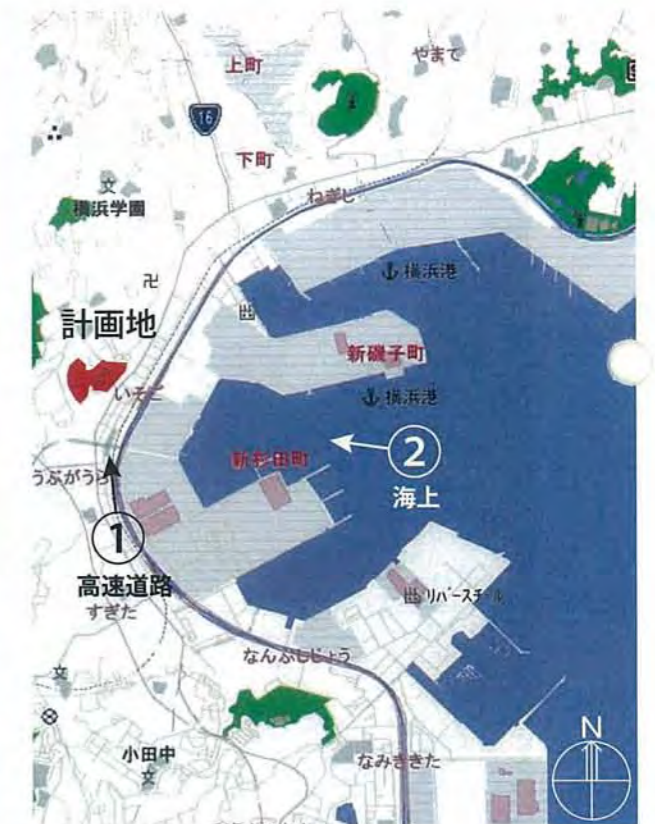 上町
やまて
16
下町
文
横浜学園
ねぎし
横浜港
卍
計画地
新磯子町
いそご
横浜港
新杉田町
②
海上
うぶがうら
①
高速道路
すぎた
リバースチール
なんぶしじょう
文
小田中
文
なみききた
N